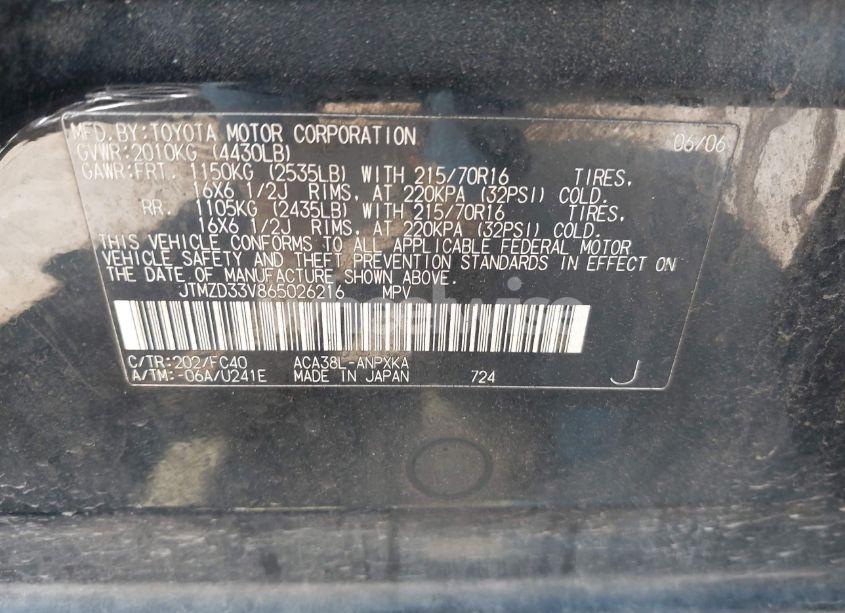 MFD.BY:TOYOTA MOTOR CORPORATION 06/06
GVWR:2010KG (4430LB)
GAWR:FRT. 1150KG (2535LB) WITH 215/70R16 TIRES,
16X6 1/2J RIMS, AT 220KPA (32PSI) COLD.
RR. 1105KG (2435LB) WITH 215/70R16 TIRES,
16X6 1/2J RIMS, AT 220KPA (32PSI) COLD.
THIS VEHICLE CONFORMS TO ALL APPLICABLE FEDERAL MOTOR
VEHICLE SAFETY AND THEFT PREVENTION STANDARDS IN EFFECT ON
THE DATE OF MANUFACTURE SHOWN ABOVE.
JTMZD33V865026216 MPV
C/TR:202/FC40 ACA38L-ANPXKA
A/TM:-06A/U241E MADE IN JAPAN 724 J